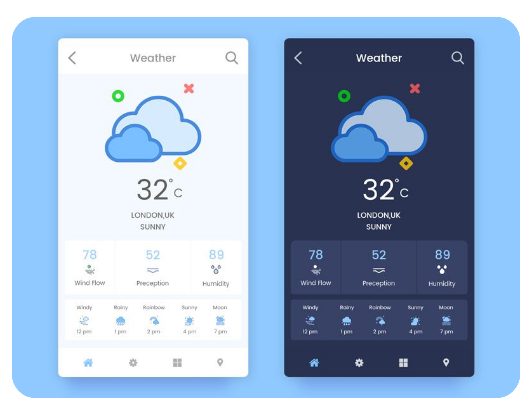 Weather
32°C
LONDON,UK
SUNNY
78 52 89
Wind Flow Preception Humidity
Windy Rainy Rainbow Sunny Moon
12 pm 1 pm 2 pm 4 pm 7 pm
Weather
32°C
LONDON,UK
SUNNY
78 52 89
Wind Flow Preception Humidity
Windy Rainy Rainbow Sunny Moon
12 pm 1 pm 2 pm 4 pm 7 pm